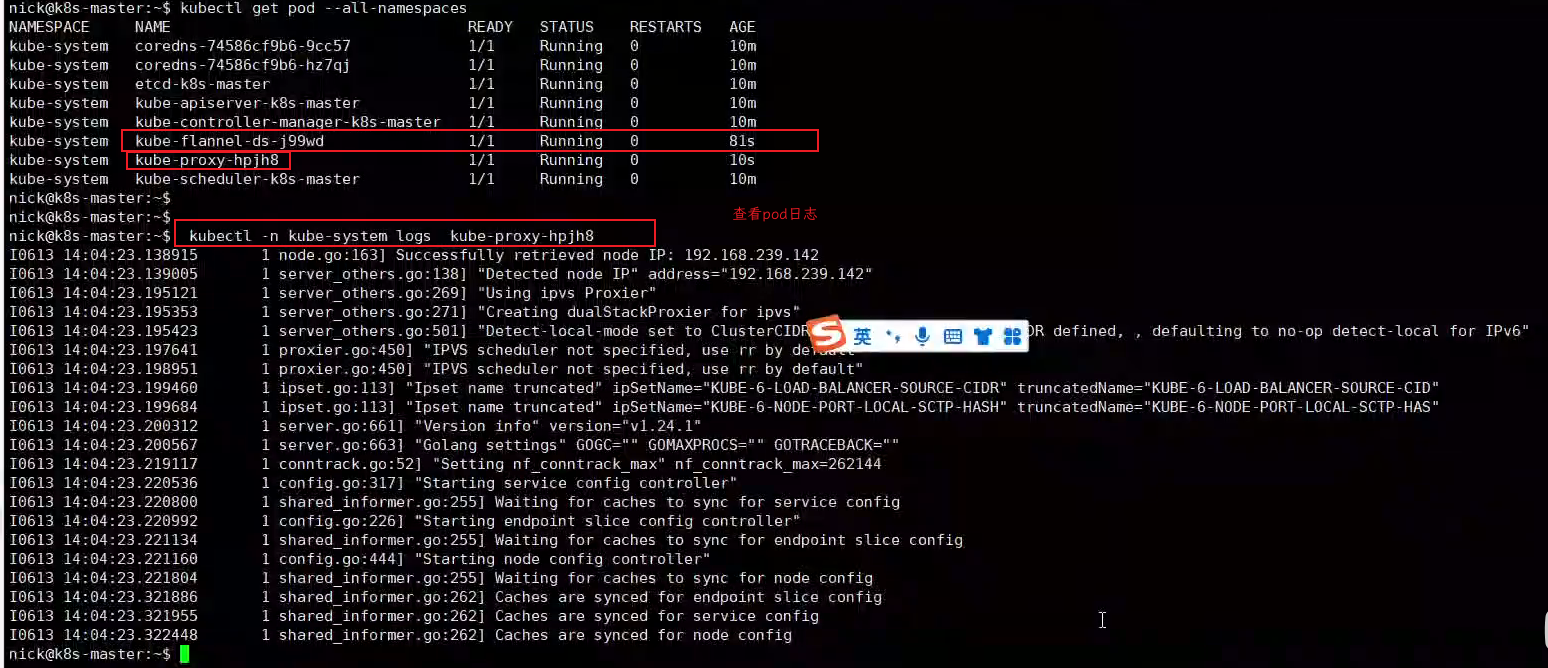 nick@k8s-master:~$ kubectl get pod --all-namespaces
NAMESPACE NAME READY STATUS RESTARTS AGE
kube-system coredns-74586cf9b6-9cc57 1/1 Running 0 10m
kube-system coredns-74586cf9b6-hz7qj 1/1 Running 0 10m
kube-system etcd-k8s-master 1/1 Running 0 10m
kube-system kube-apiserver-k8s-master 1/1 Running 0 10m
kube-system kube-controller-manager-k8s-master 1/1 Running 0 10m
kube-system kube-flannel-ds-j99wd 1/1 Running 0 81s
kube-system kube-proxy-hpjh8 1/1 Running 0 10s
kube-system kube-scheduler-k8s-master 1/1 Running 0 10m
nick@k8s-master:~$
nick@k8s-master:~$
查看pod日志
nick@k8s-master:~$ kubectl -n kube-system logs kube-proxy-hpjh8
I0613 14:04:23.138915 1 node.go:163] Successfully retrieved node IP: 192.168.239.142
I0613 14:04:23.139005 1 server_others.go:138] "Detected node IP" address="192.168.239.142"
I0613 14:04:23.195121 1 server_others.go:269] "Using ipvs Proxier"
I0613 14:04:23.195353 1 server_others.go:271] "Creating dualStackProxier for ipvs"
I0613 14:04:23.195423 1 server_others.go:501] "Detect-local-mode set to ClusterCIDR DR defined, , defaulting to no-op detect-local for IPv6"
英
I0613 14:04:23.197641 1 proxier.go:450] "IPVS scheduler not specified, use rr by default"
I0613 14:04:23.198951 1 proxier.go:450] "IPVS scheduler not specified, use rr by default"
I0613 14:04:23.199460 1 ipset.go:113] "Ipset name truncated" ipSetName="KUBE-6-LOAD-BALANCER-SOURCE-CIDR" truncatedName="KUBE-6-LOAD-BALANCER-SOURCE-CID"
I0613 14:04:23.199684 1 ipset.go:113] "Ipset name truncated" ipSetName="KUBE-6-NODE-PORT-LOCAL-SCTP-HASH" truncatedName="KUBE-6-NODE-PORT-LOCAL-SCTP-HAS"
I0613 14:04:23.200312 1 server.go:661] "Version info" version="v1.24.1"
I0613 14:04:23.200567 1 server.go:663] "Golang settings" GOGC="" GOMAXPROCS="" GOTRACEBACK=""
I0613 14:04:23.219117 1 conntrack.go:52] "Setting nf_conntrack_max" nf_conntrack_max=262144
I0613 14:04:23.220536 1 config.go:317] "Starting service config controller"
I0613 14:04:23.220800 1 shared_informer.go:255] Waiting for caches to sync for service config
I0613 14:04:23.220992 1 config.go:226] "Starting endpoint slice config controller"
I0613 14:04:23.221134 1 shared_informer.go:255] Waiting for caches to sync for endpoint slice config
I0613 14:04:23.221160 1 config.go:444] "Starting node config controller"
I0613 14:04:23.221804 1 shared_informer.go:255] Waiting for caches to sync for node config
I0613 14:04:23.321886 1 shared_informer.go:262] Caches are synced for endpoint slice config
I0613 14:04:23.321955 1 shared_informer.go:262] Caches are synced for service config
I0613 14:04:23.322448 1 shared_informer.go:262] Caches are synced for node config
nick@k8s-master:~$